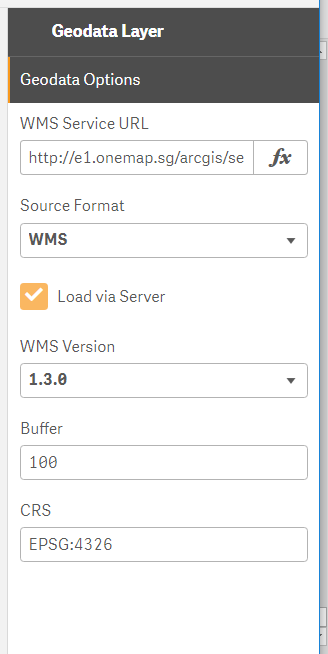 Geodata Layer
Geodata Options
WMS Service URL
http://e1.onemap.sg/arcgis/se
fx
Source Format
WMS
Load via Server
WMS Version
1.3.0
Buffer
100
CRS
EPSG:4326